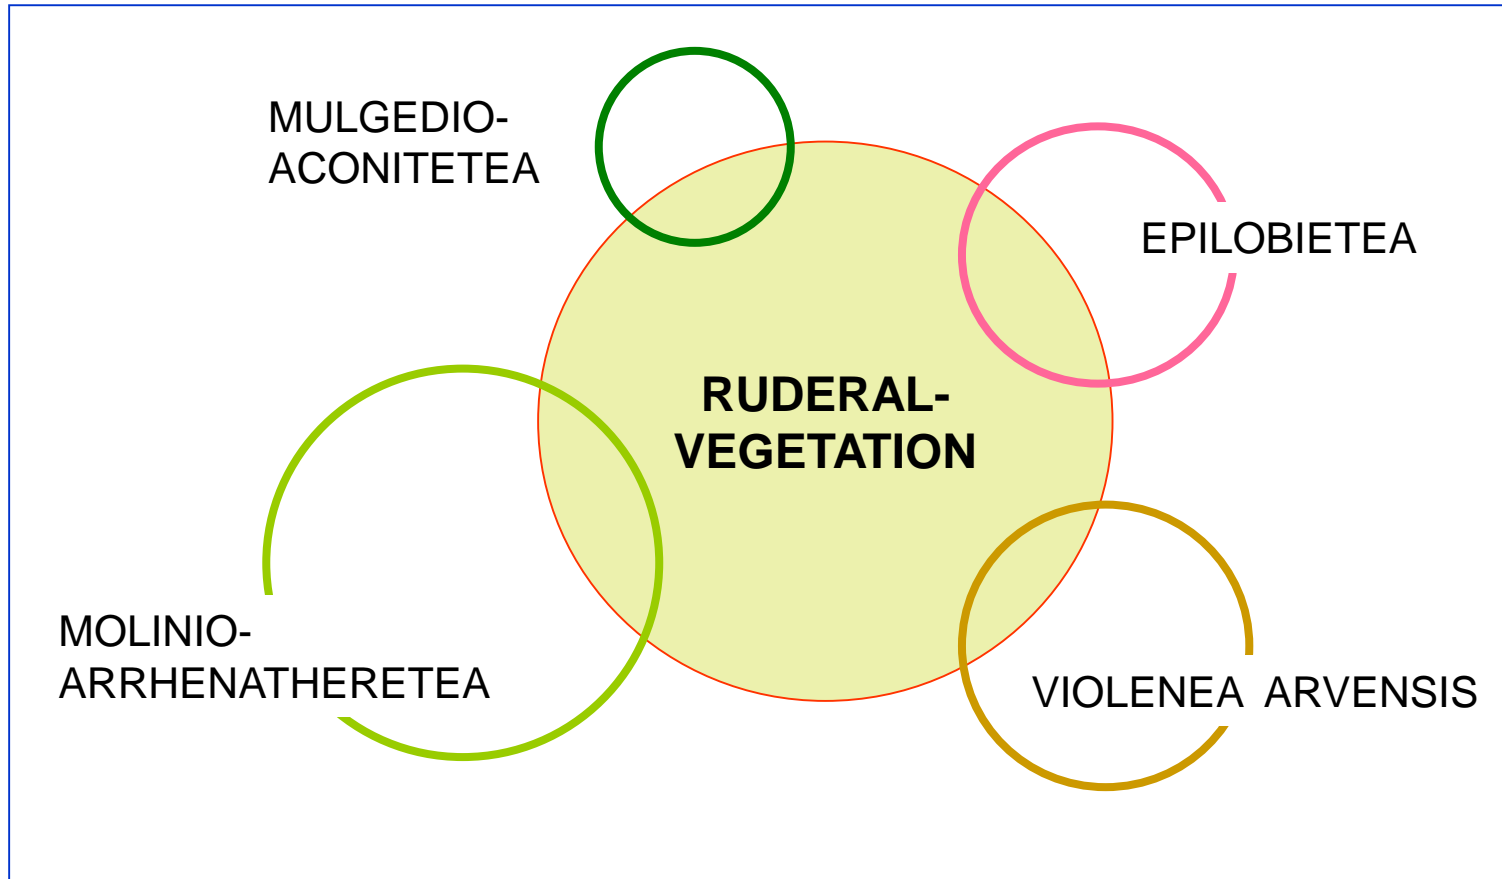 MULGEDIO-
ACONITETEA
EPILOBIETEA
RUDERAL-
VEGETATION
MOLINIO-
ARRHENATHERETEA
VIOLENEA ARVENSIS